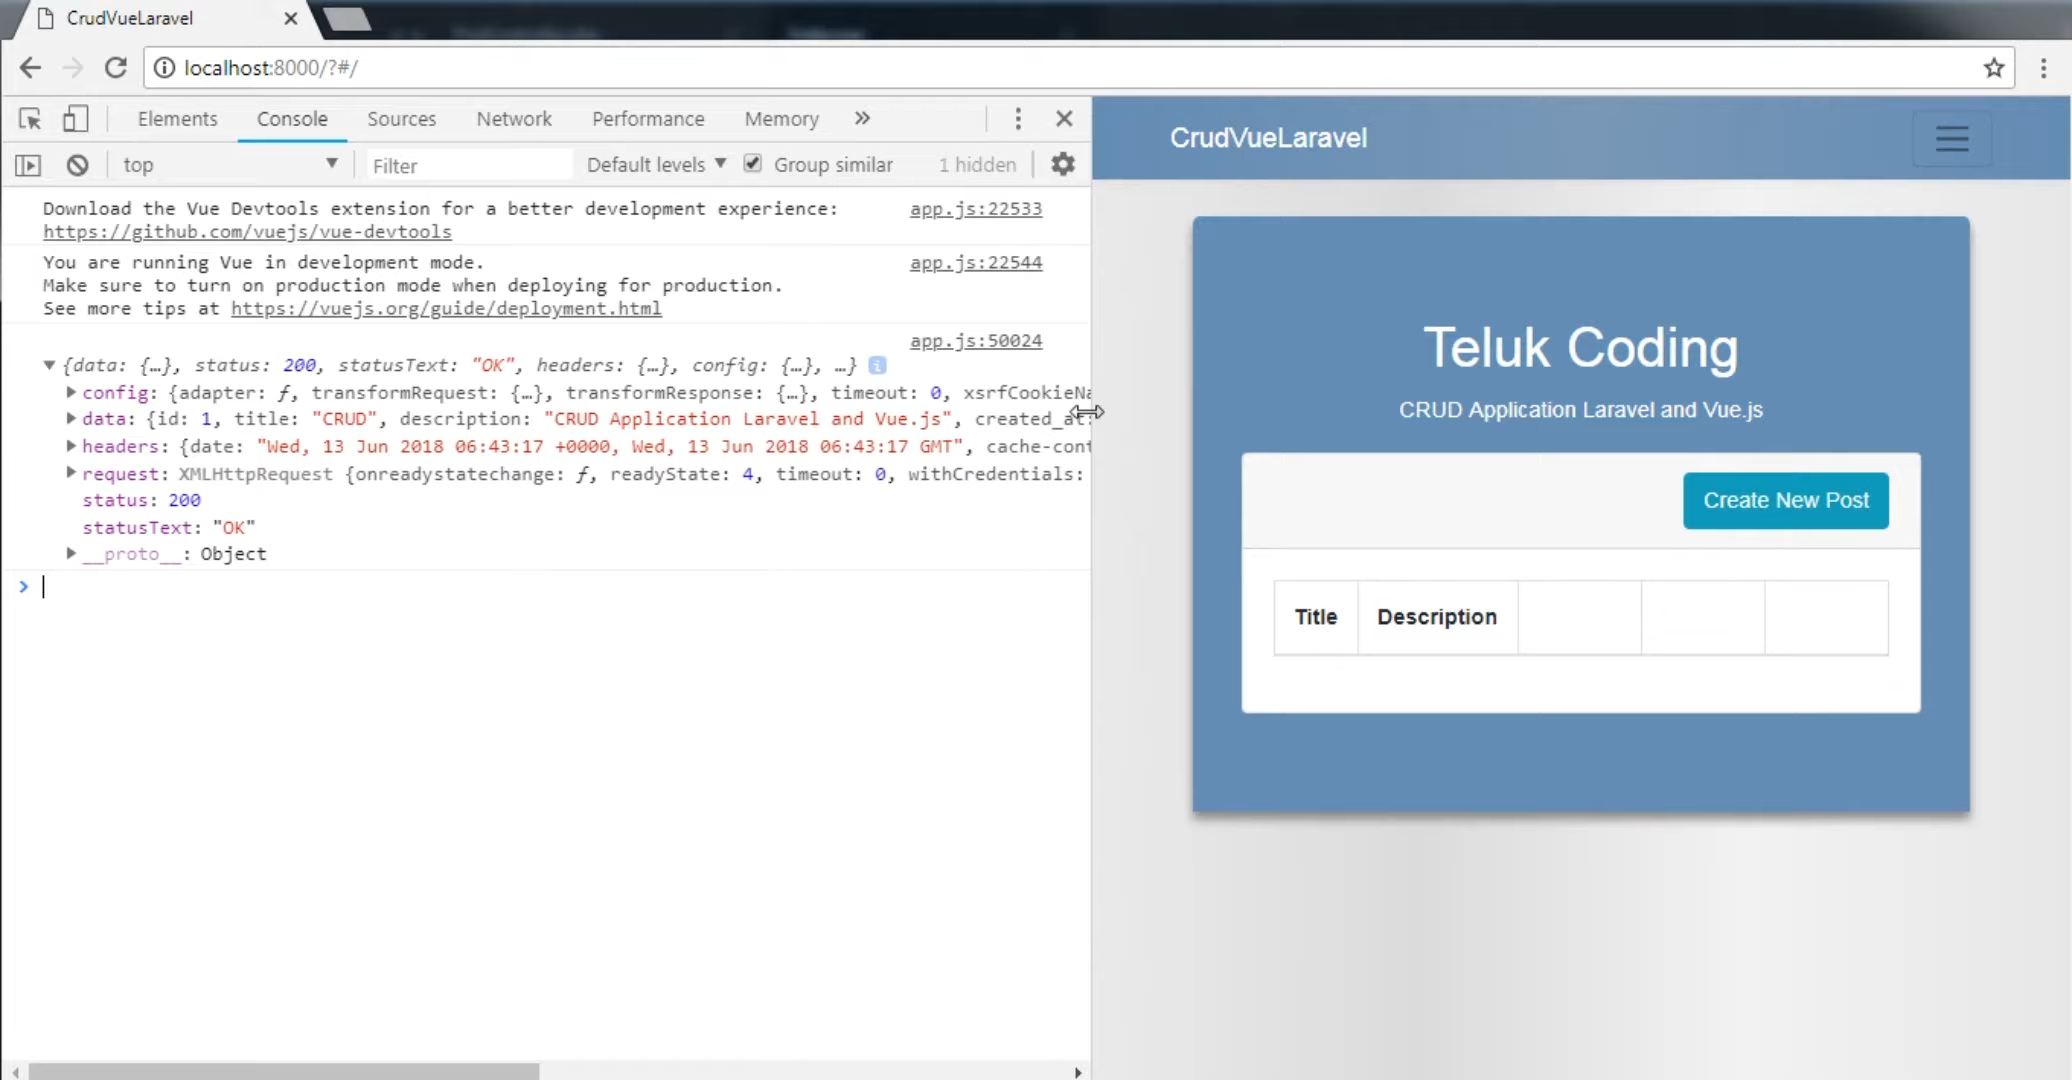 CrudVueLaravel
localhost:8000/?#/
Elements Console Sources Network Performance Memory »
top Filter Default levels Group similar 1 hidden
Download the Vue Devtools extension for a better development experience: app.js:22533
https://github.com/vuejs/vue-devtools
You are running Vue in development mode. app.js:22544
Make sure to turn on production mode when deploying for production.
See more tips at https://vuejs.org/guide/deployment.html
app.js:50024
{data: {…}, status: 200, statusText: "OK", headers: {…}, config: {…}, …}
config: {adapter: ƒ, transformRequest: {…}, transformResponse: {…}, timeout: 0, xsrfCookieNa
data: {id: 1, title: "CRUD", description: "CRUD Application Laravel and Vue.js", created_at:
headers: {date: "Wed, 13 Jun 2018 06:43:17 +0000, Wed, 13 Jun 2018 06:43:17 GMT", cache-cont
request: XMLHttpRequest {onreadystatechange: ƒ, readyState: 4, timeout: 0, withCredentials:
status: 200
statusText: "OK"
__proto__: Object
>
CrudVueLaravel
Teluk Coding
CRUD Application Laravel and Vue.js
Create New Post
Title Description